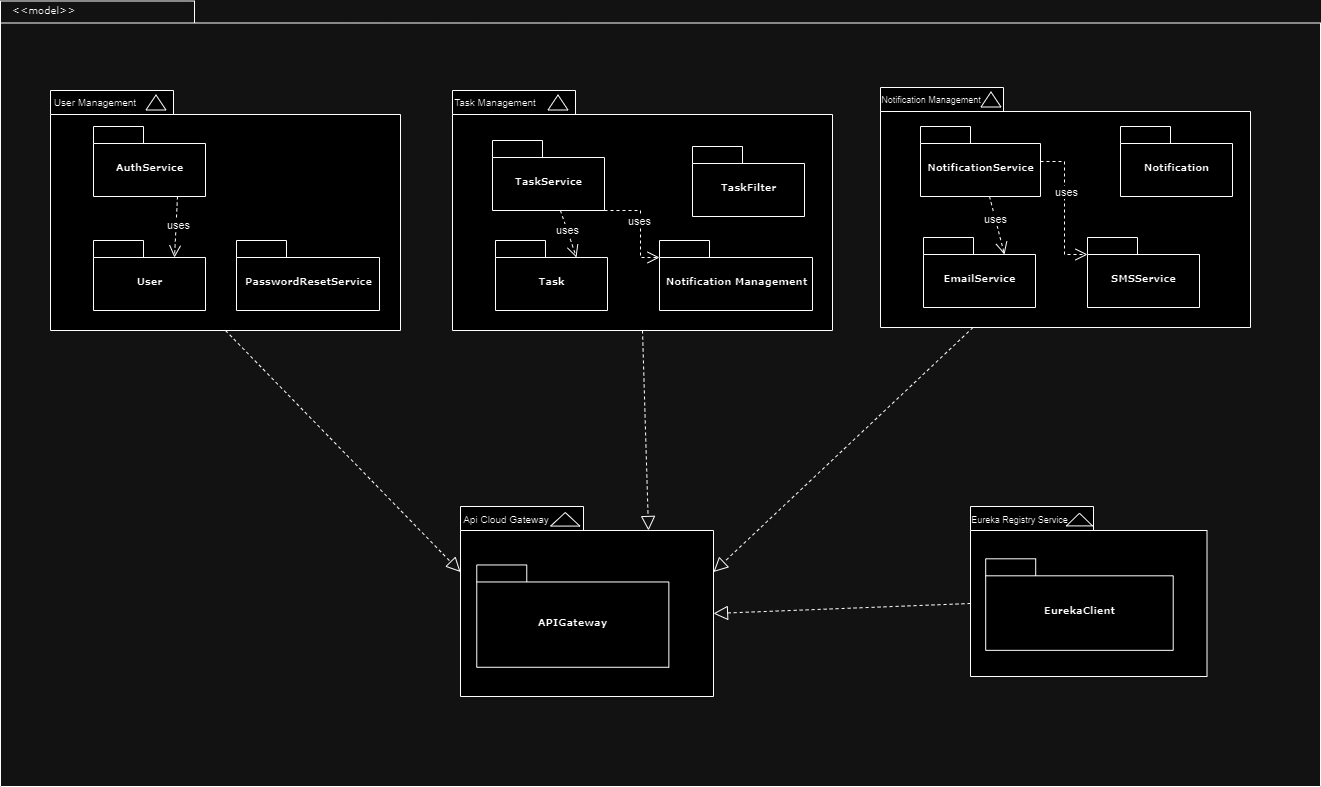 <<model>>
User Management
AuthService
uses
User
PasswordResetService
Task Management
TaskService
TaskFilter
uses
uses
Task
Notification Management
Notification Management
NotificationService
Notification
uses
uses
EmailService
SMSService
Api Cloud Gateway
APIGateway
Eureka Registry Service
EurekaClient